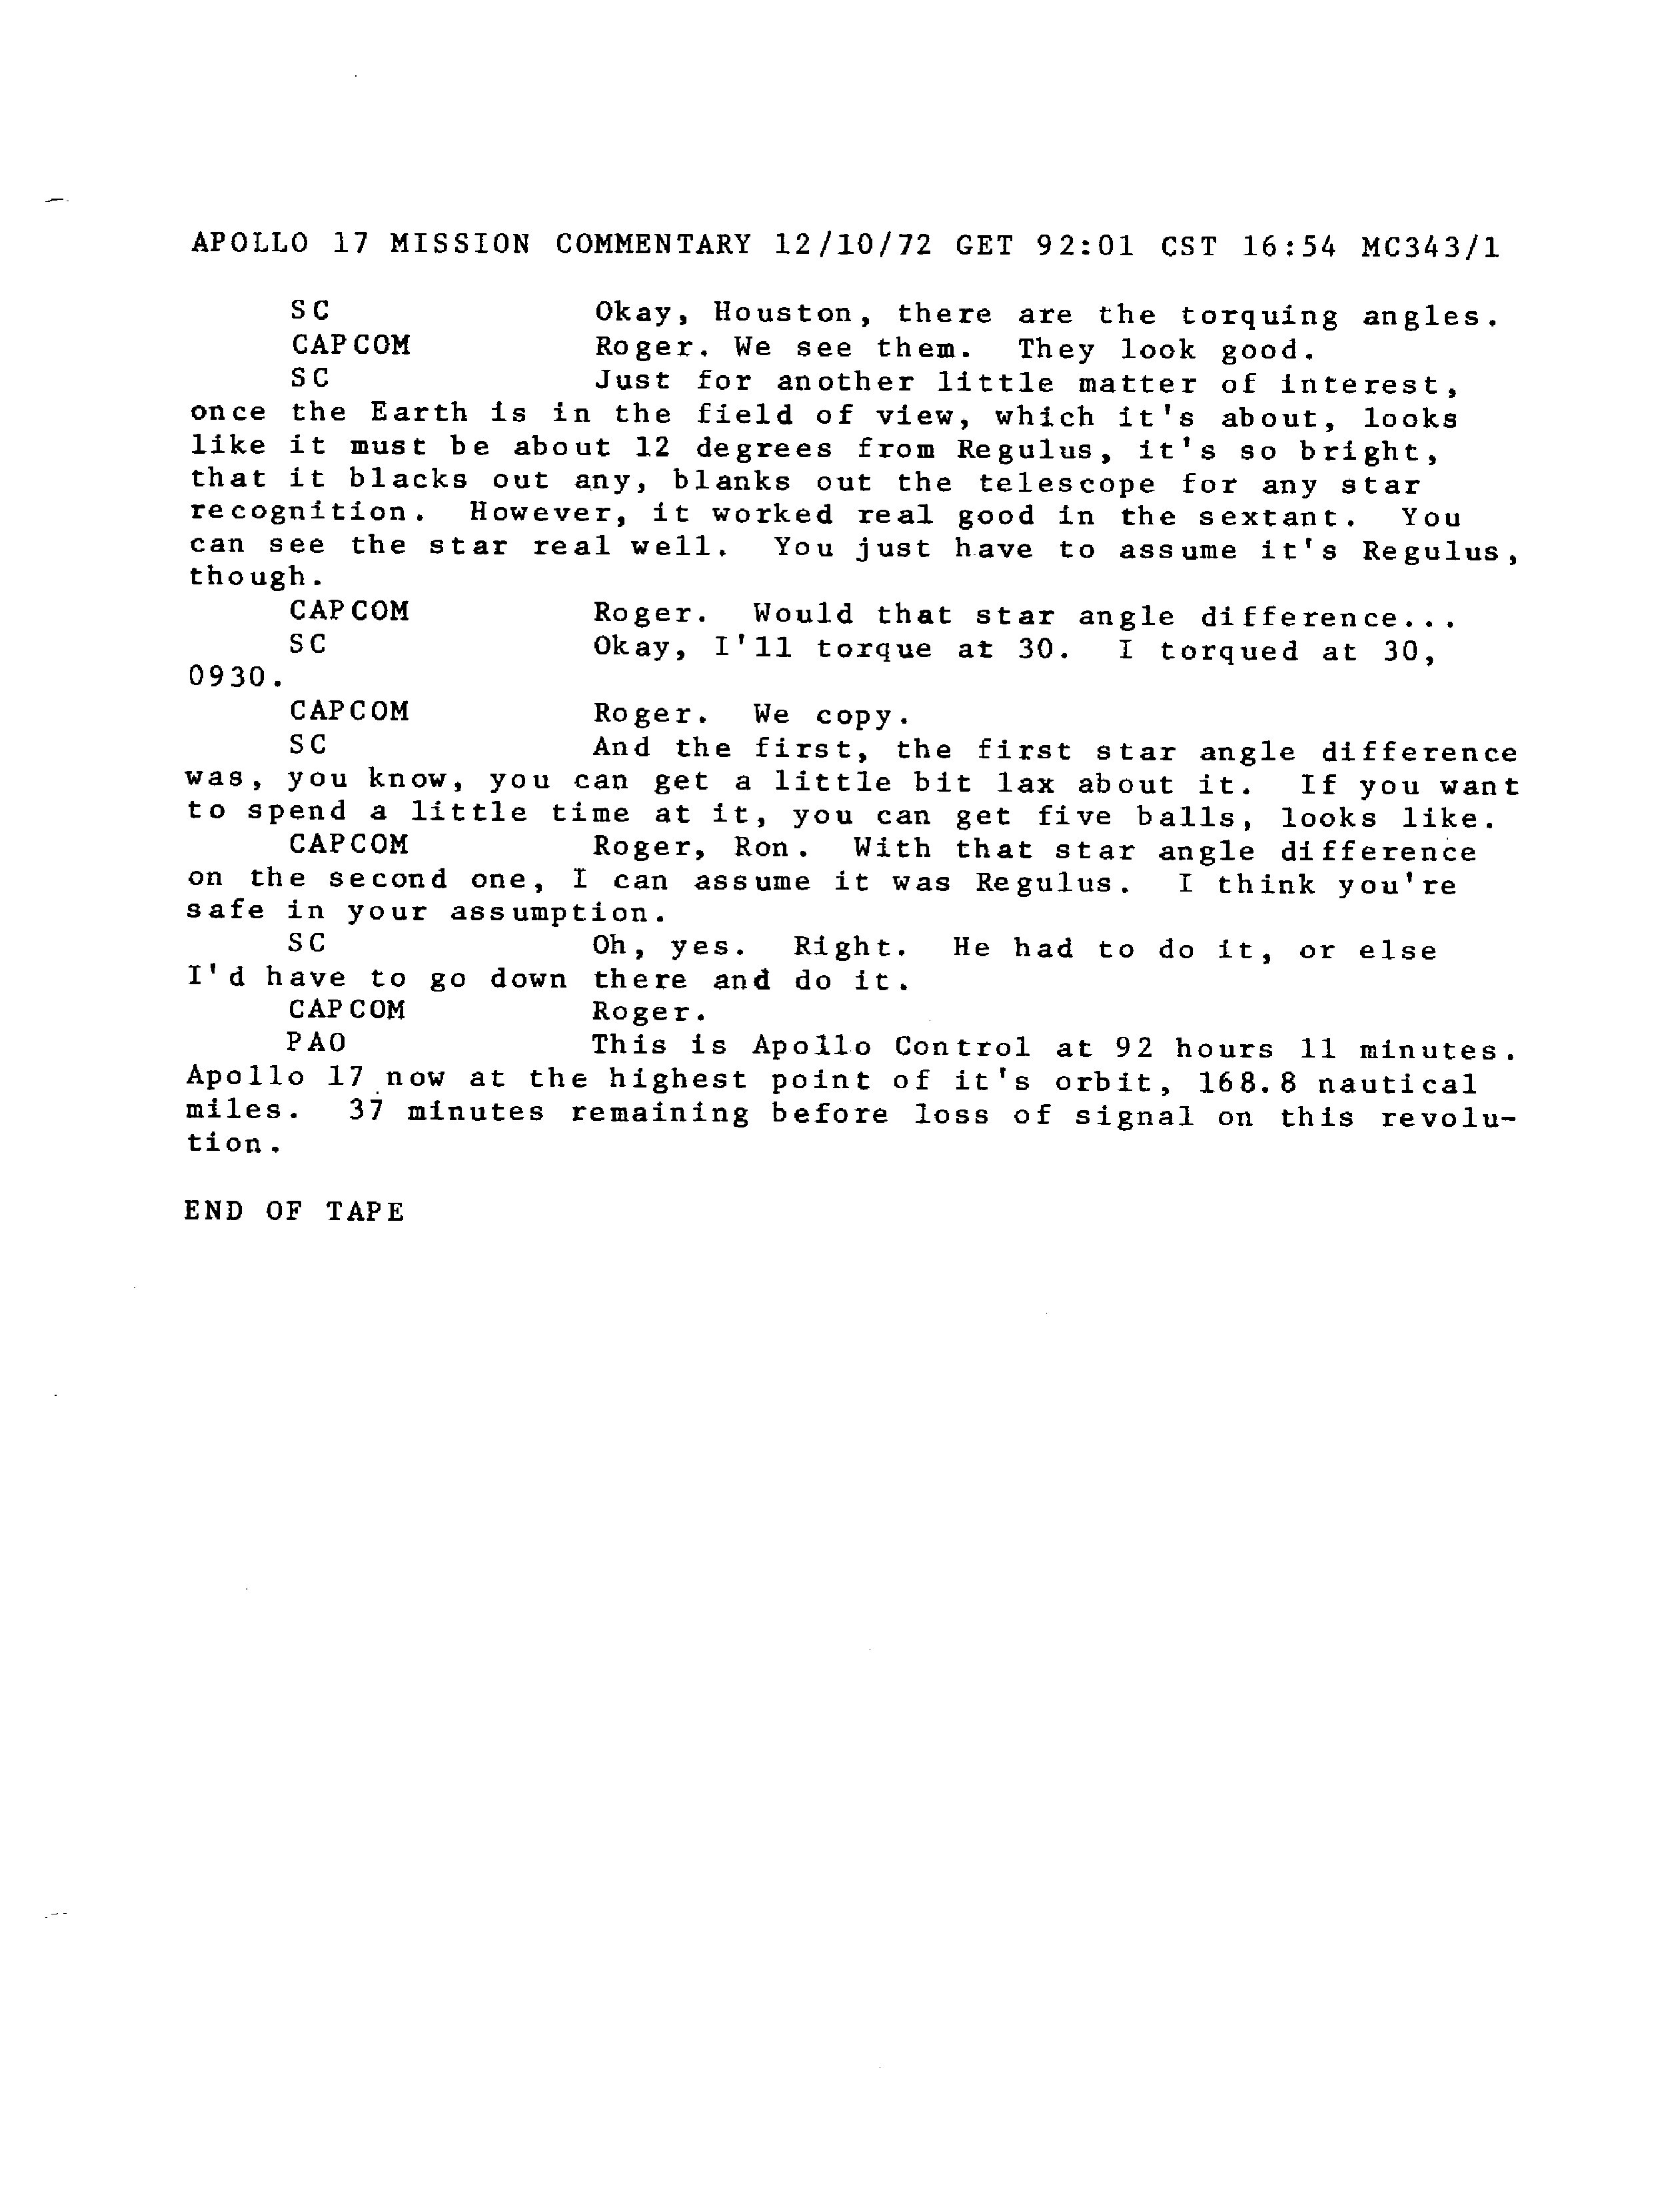 APOLLO 17 MISSION COMMENTARY 12/10/72 GET 92:01 CST 16:54 MC343/1
SC Okay, Houston, there are the torquing angles.
CAPCOM Roger. We see them. They look good.
SC Just for another little matter of interest,
once the Earth is in the field of view, which it's about, looks
like it must be about 12 degrees from Regulus, it's so bright,
that it blacks out any, blanks out the telescope for any star
recognition. However, it worked real good in the sextant. You
can see the star real well. You just have to assume it's Regulus,
though.
CAPCOM Roger. Would that star angle difference...
SC Okay, I'll torque at 30. I torqued at 30,
0930.
CAPCOM Roger. We copy.
SC And the first, the first star angle difference
was, you know, you can get a little bit lax about it. If you want
to spend a little time at it, you can get five balls, looks like.
CAPCOM Roger, Ron. With that star angle difference
on the second one, I can assume it was Regulus. I think you're
safe in your assumption.
SC Oh, yes. Right. He had to do it, or else
I'd have to go down there and do it.
CAPCOM Roger.
PAO This is Apollo Control at 92 hours 11 minutes.
Apollo 17 now at the highest point of it's orbit, 168.8 nautical
miles. 37 minutes remaining before loss of signal on this revolu-
tion.
END OF TAPE